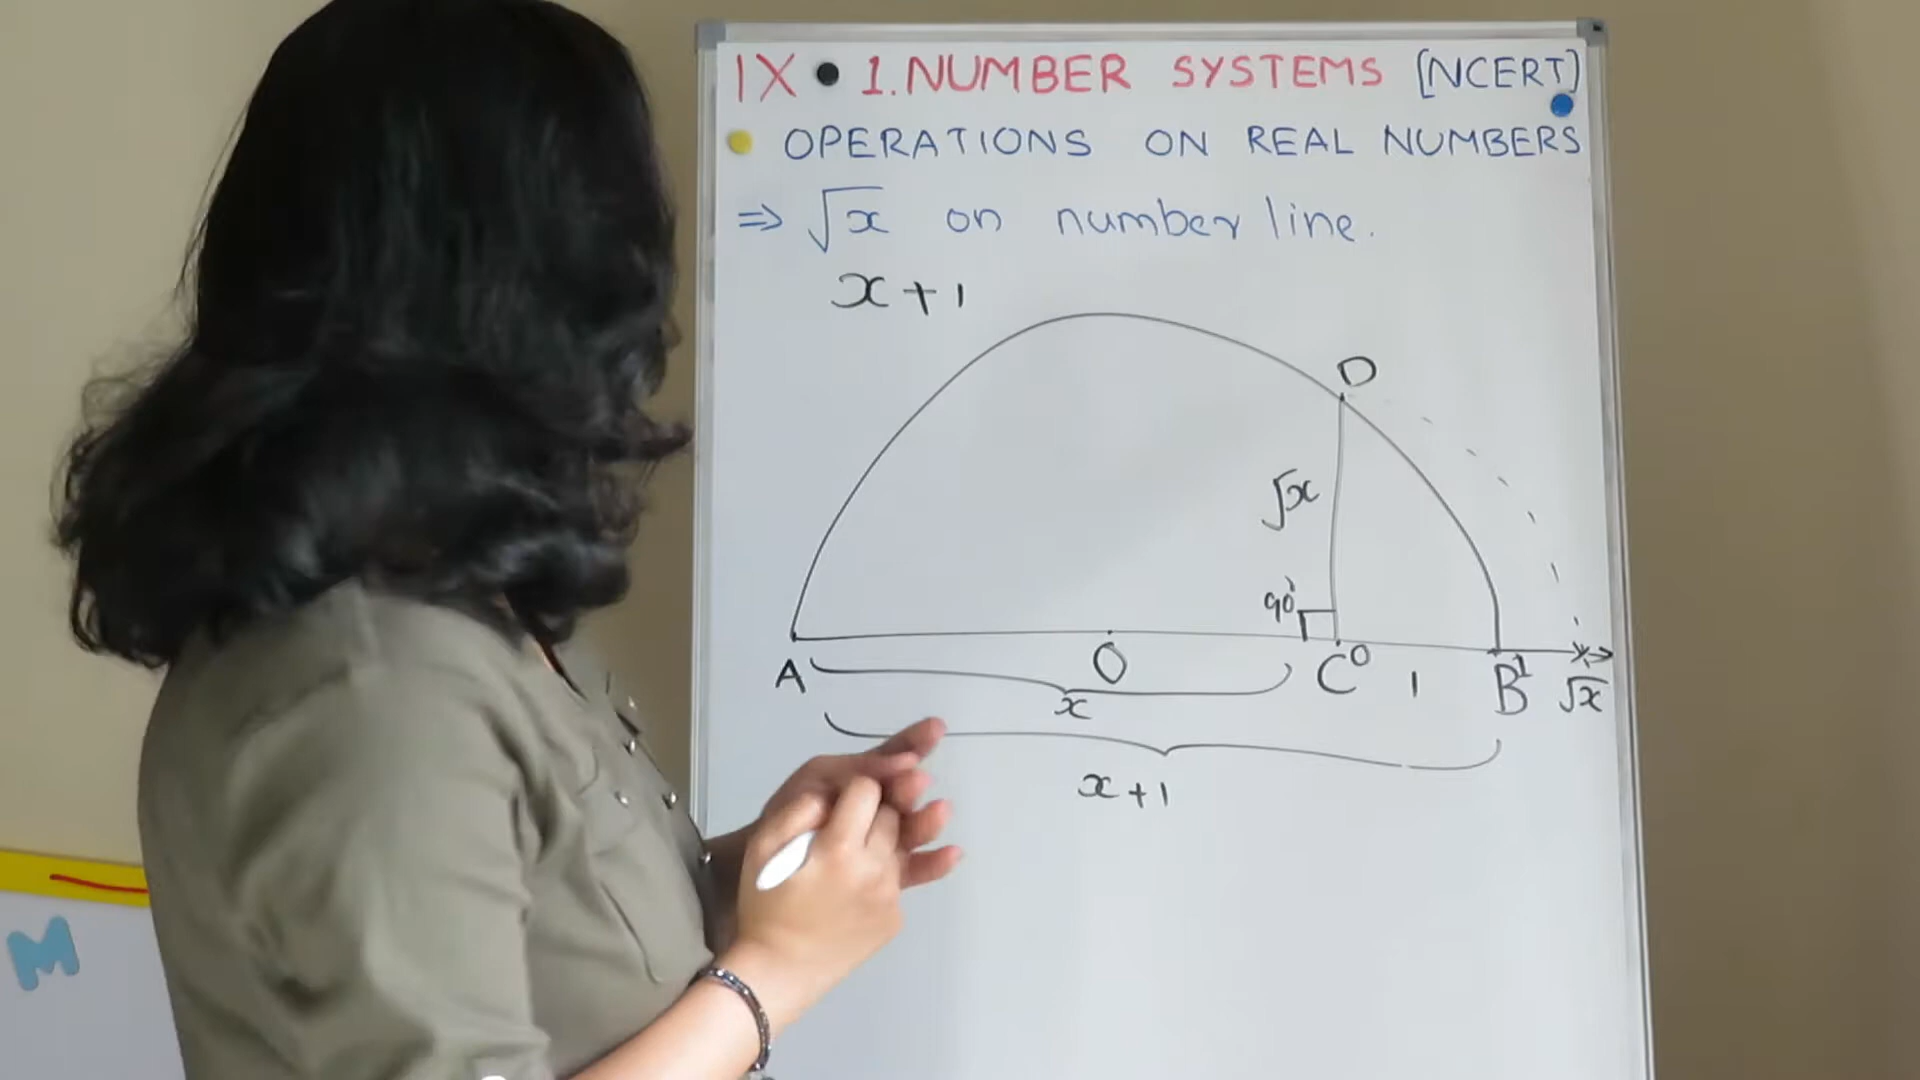 IX • 1. NUMBER SYSTEMS [NCERT]
OPERATIONS ON REAL NUMBERS
⇒ √x on number line.
x + 1
D
√x
90°
A O C 0 1 B 1 √x
x
x + 1
M